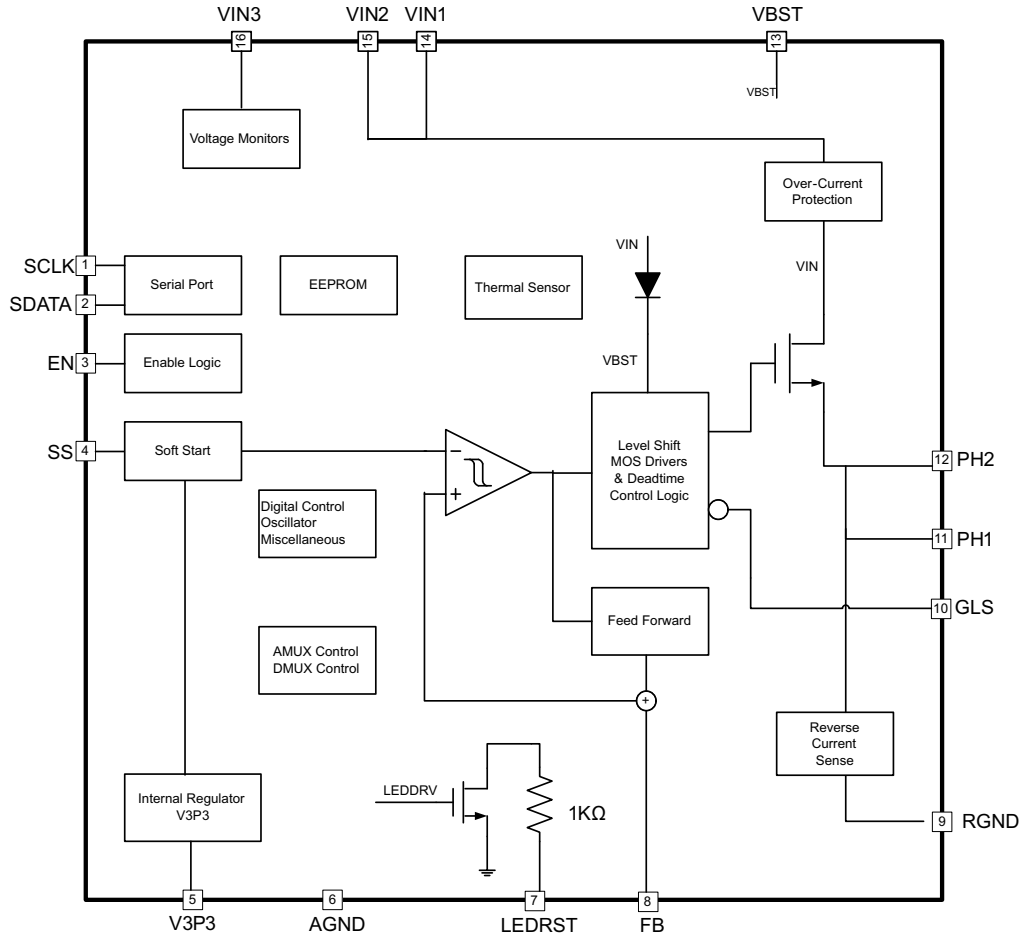 VIN3
VIN2
VIN1
VBST
16
15
14
13
VBST
Voltage Monitors
Over-Current
Protection
VIN
VIN
SCLK
1
SDATA
2
Serial Port
EEPROM
Thermal Sensor
EN
3
Enable Logic
VBST
SS
4
Soft Start
−
+
Level Shift
MOS Drivers
& Deadtime
Control Logic
12
PH2
Digital Control
Oscillator
Miscellaneous
11
PH1
10
GLS
Feed Forward
AMUX Control
DMUX Control
+
Reverse
Current
Sense
LEDDRV
1KΩ
Internal Regulator
V3P3
9
RGND
5
6
7
8
V3P3
AGND
LEDRST
FB